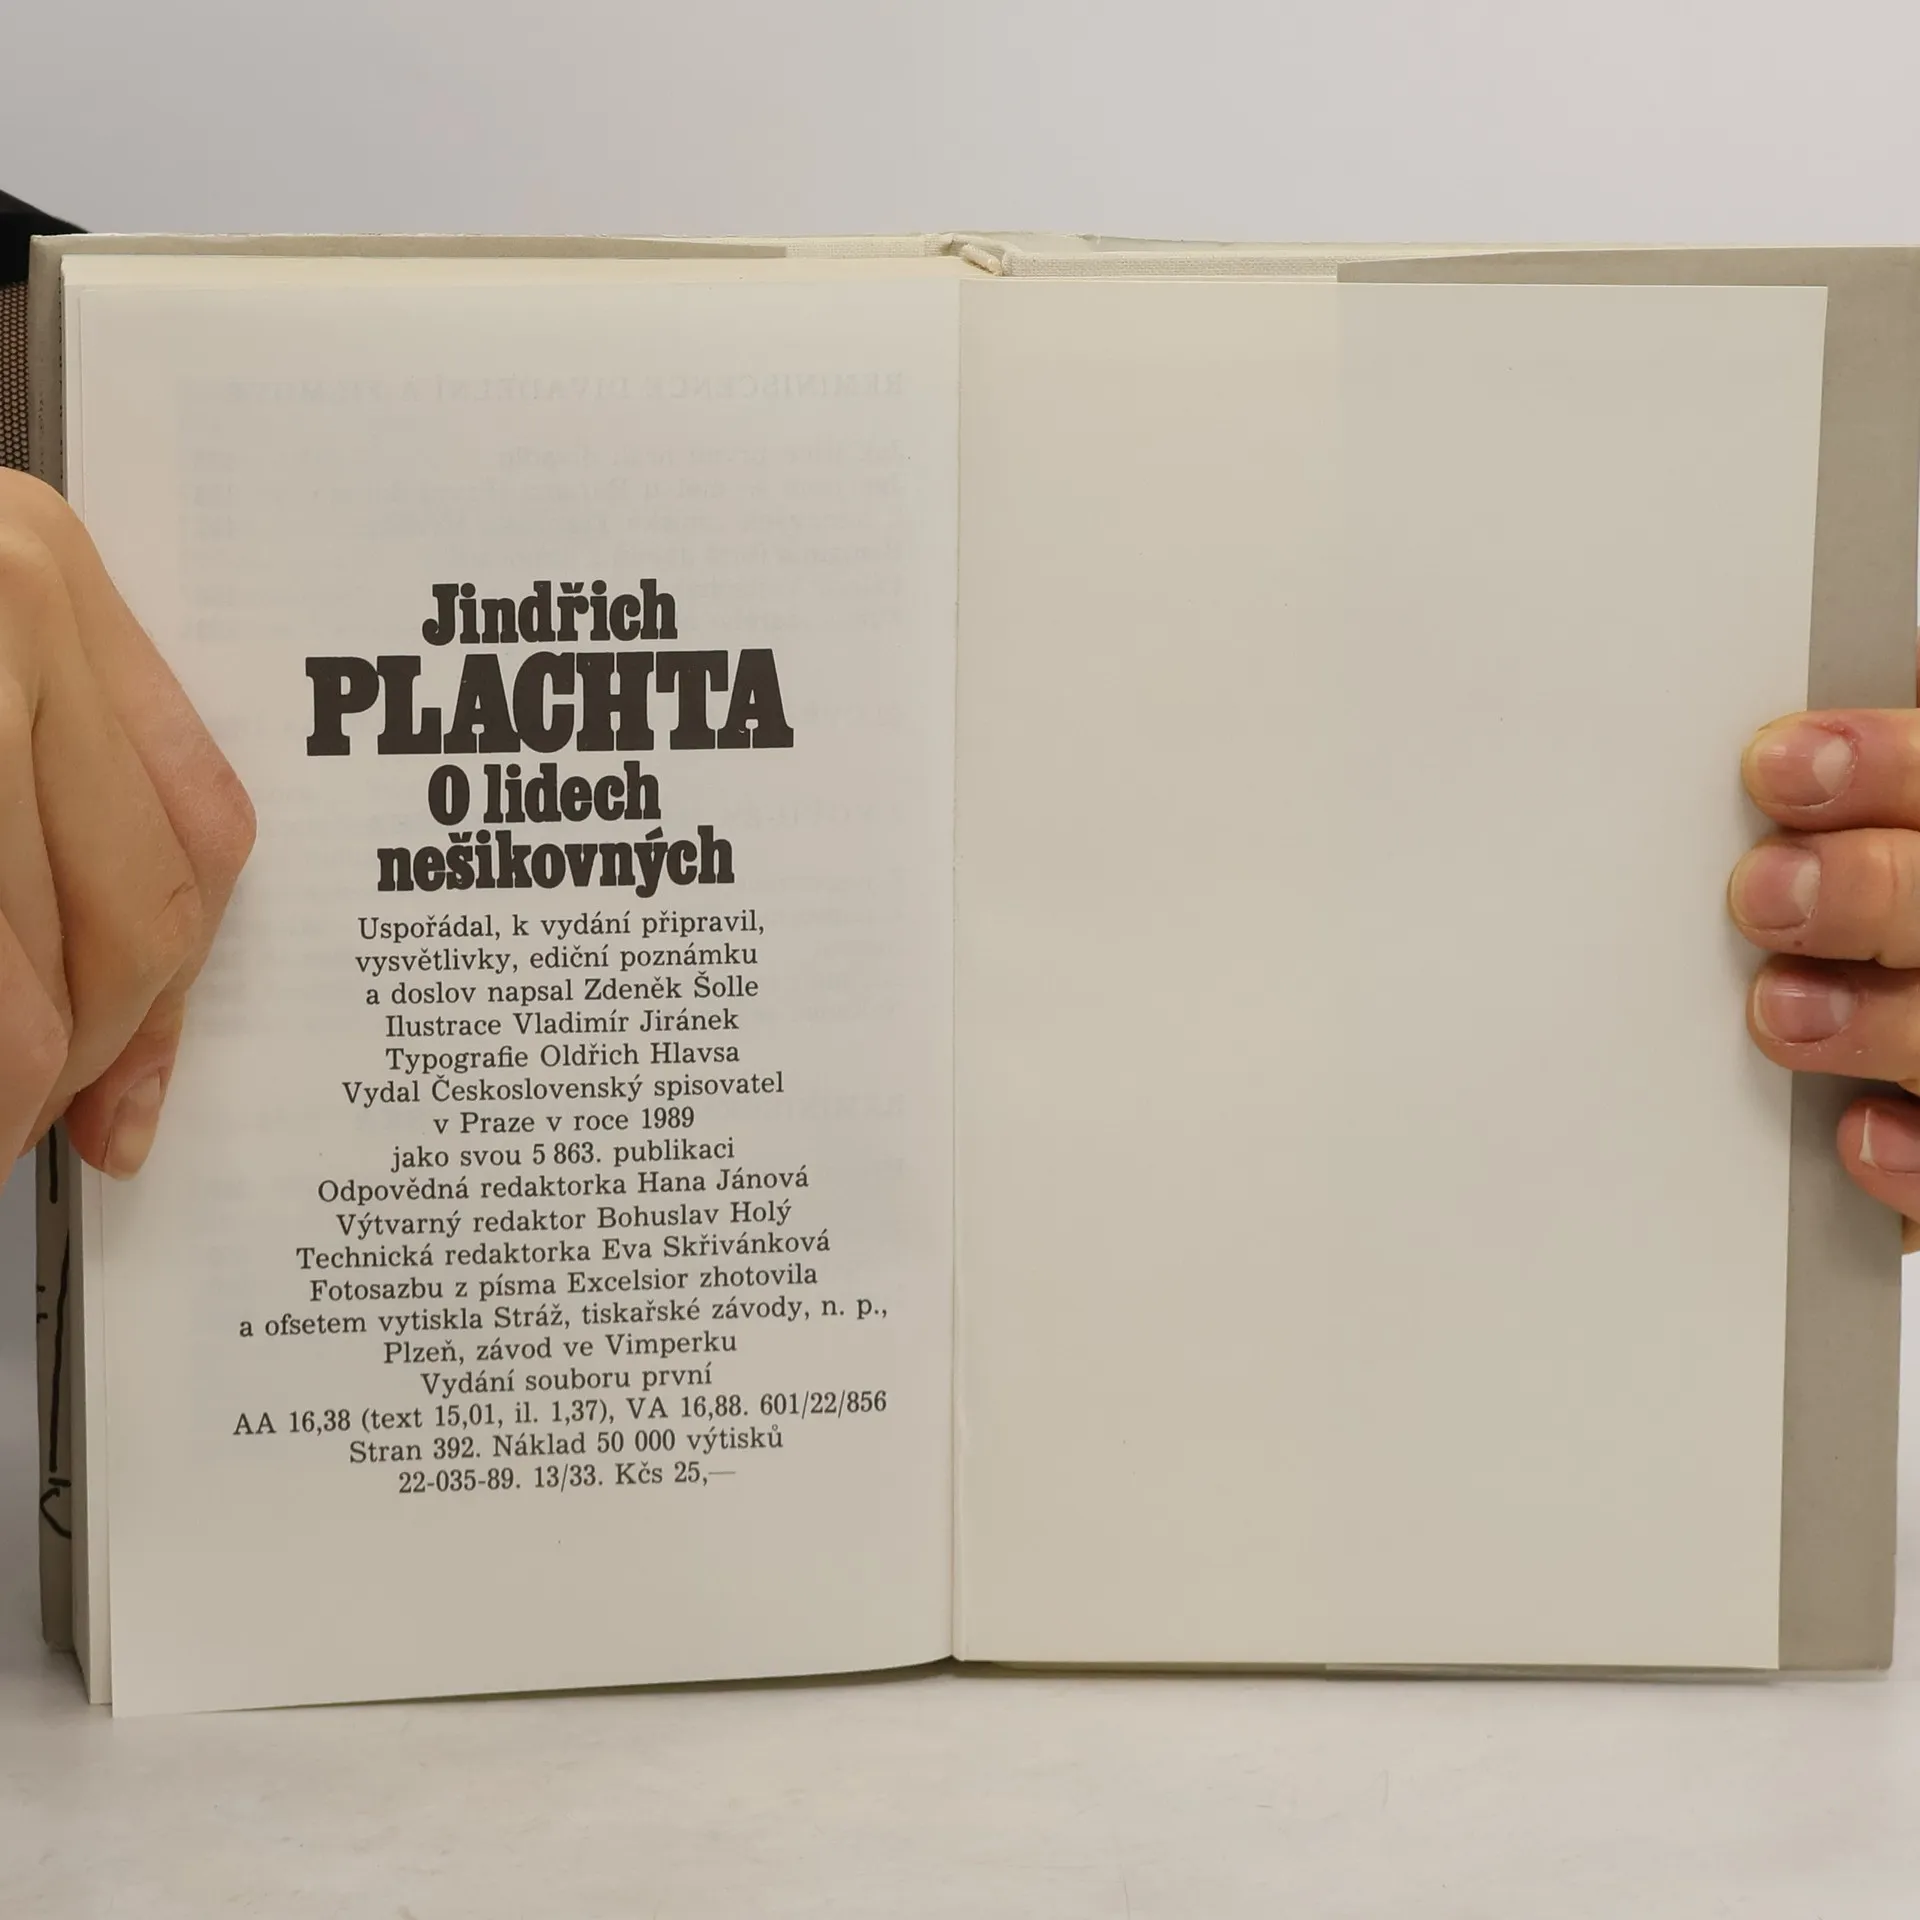 Jindřich
PLACHTA
O lidech
nešikovných
Uspořádal, k vydání připravil,
vysvětlivky, ediční poznámku
a doslov napsal Zdeněk Šolle
Ilustrace Vladimír Jiránek
Typografie Oldřich Hlavsa
Vydal Československý spisovatel
v Praze v roce 1989
jako svou 5 863. publikaci
Odpovědná redaktorka Hana Jánová
Výtvarný redaktor Bohuslav Holý
Technická redaktorka Eva Skřivánková
Fotosazbu z písma Excelsior zhotovila
a ofsetem vytiskla Stráž, tiskařské závody, n. p.,
Plzeň, závod ve Vimperku
Vydání souboru první
AA 16,38 (text 15,01, il. 1,37), VA 16,88. 601/22/856
Stran 392. Náklad 50 000 výtisků
22-035-89. 13/33. Kčs 25,—